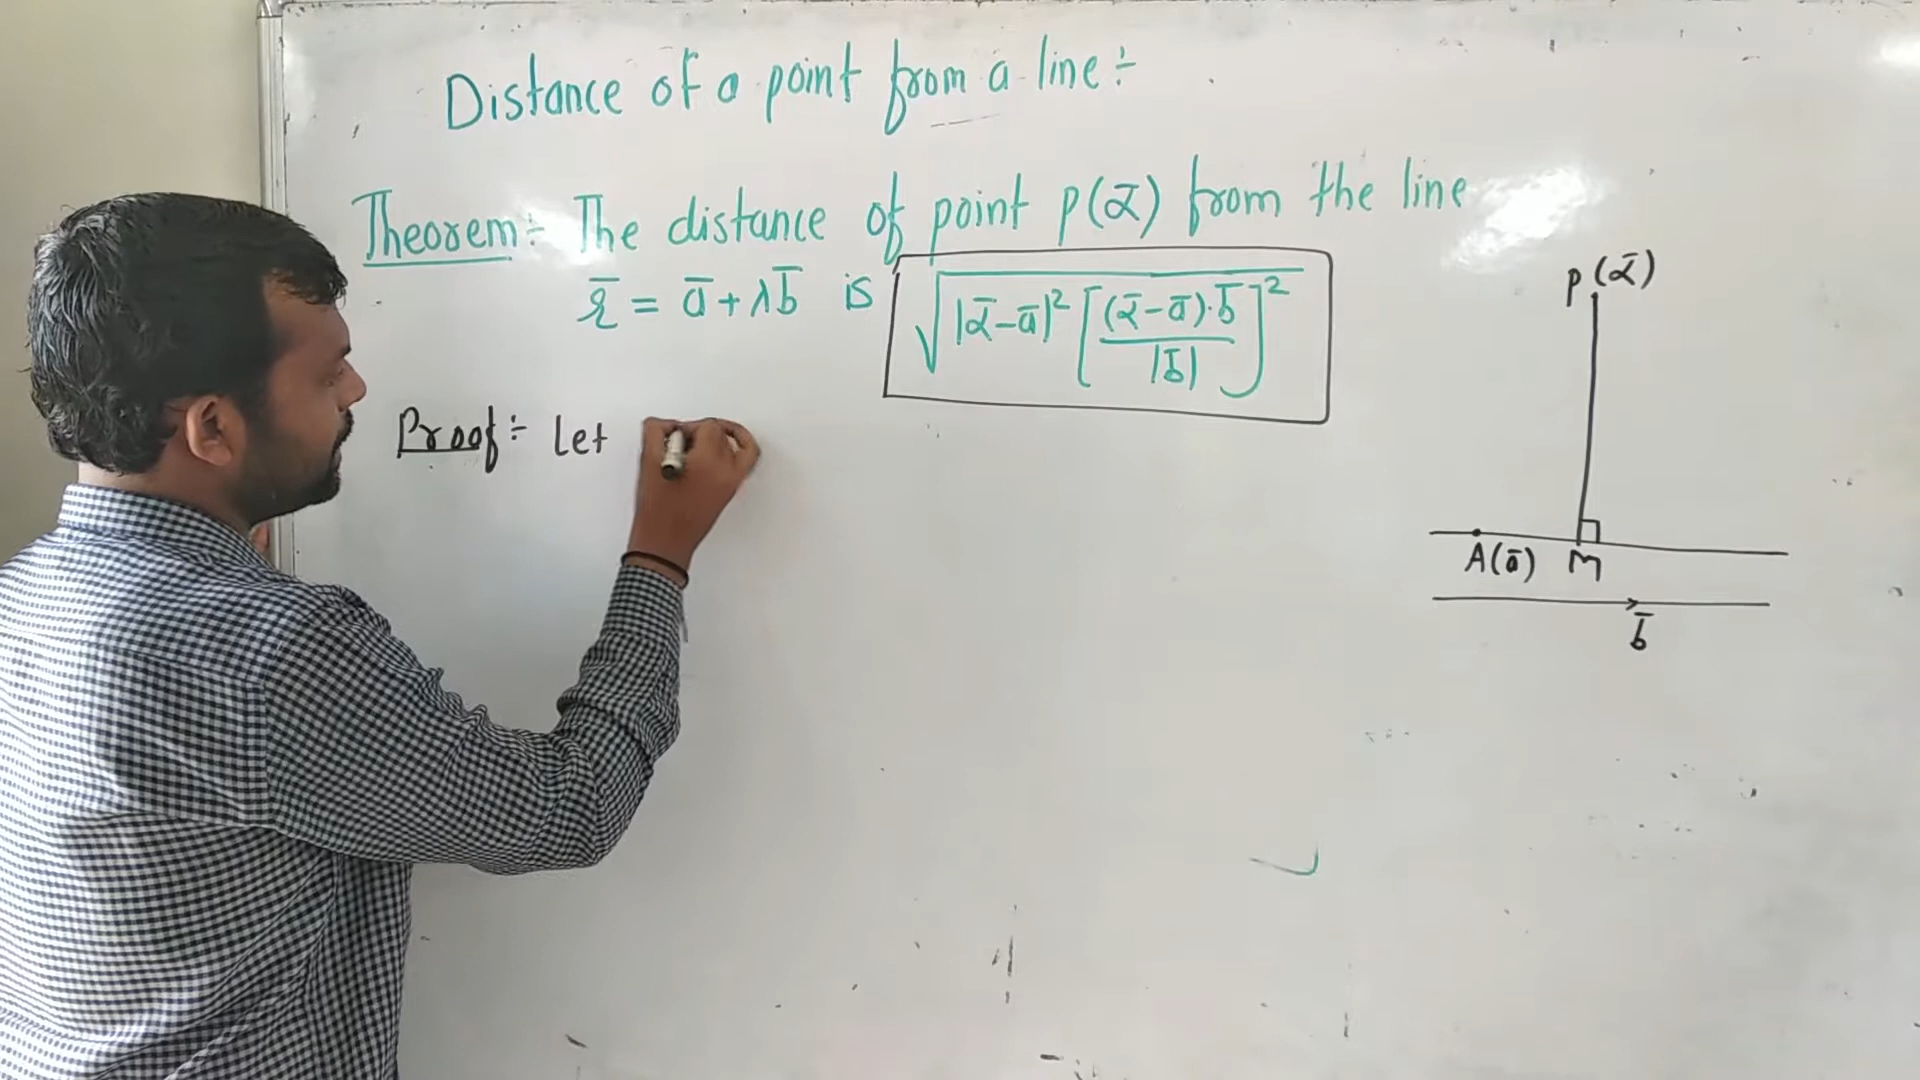 Distance of a point from a line :-
Theorem :- The distance of point p(ᾱ) from the line
r̄ = ā + λb̄ is √(|ᾱ-ā|² [(ᾱ-ā)·b̄ / |b̄|]²)
Proof :- Let
p(ᾱ)
A(ā) M
b̄